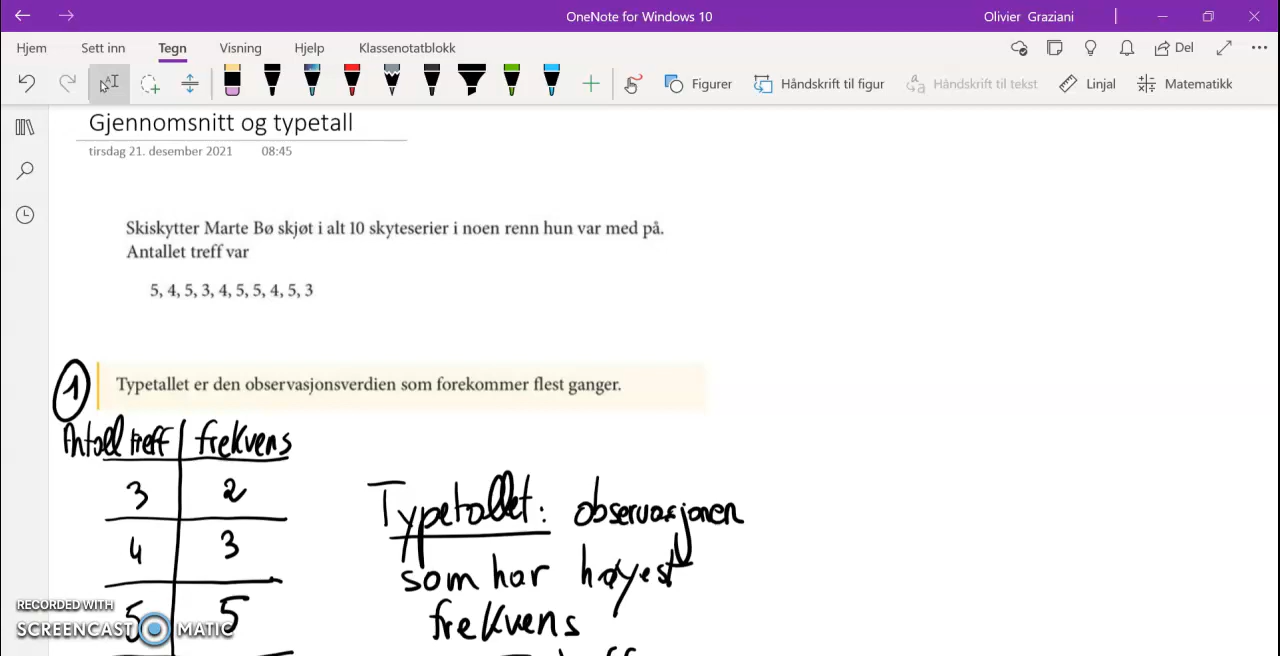 OneNote for Windows 10
Olivier Graziani
Hjem Sett inn Tegn Visning Hjelp Klassenotatblokk
Del
Figurer Håndskrift til figur Håndskrift til tekst Linjal Matematikk
Gjennomsnitt og typetall
tirsdag 21. desember 2021 08:45
Skiskytter Marte Bø skjøt i alt 10 skyteserier i noen renn hun var med på.
Antallet treff var
5, 4, 5, 3, 4, 5, 5, 4, 5, 3
1
Typetallet er den observasjonsverdien som forekommer flest ganger.
Antall treff frekvens
3 2
4 3
5 5
Typetallet: observasjonen
som har høyest
frekvens
RECORDED WITH
SCREENCAST MATIC